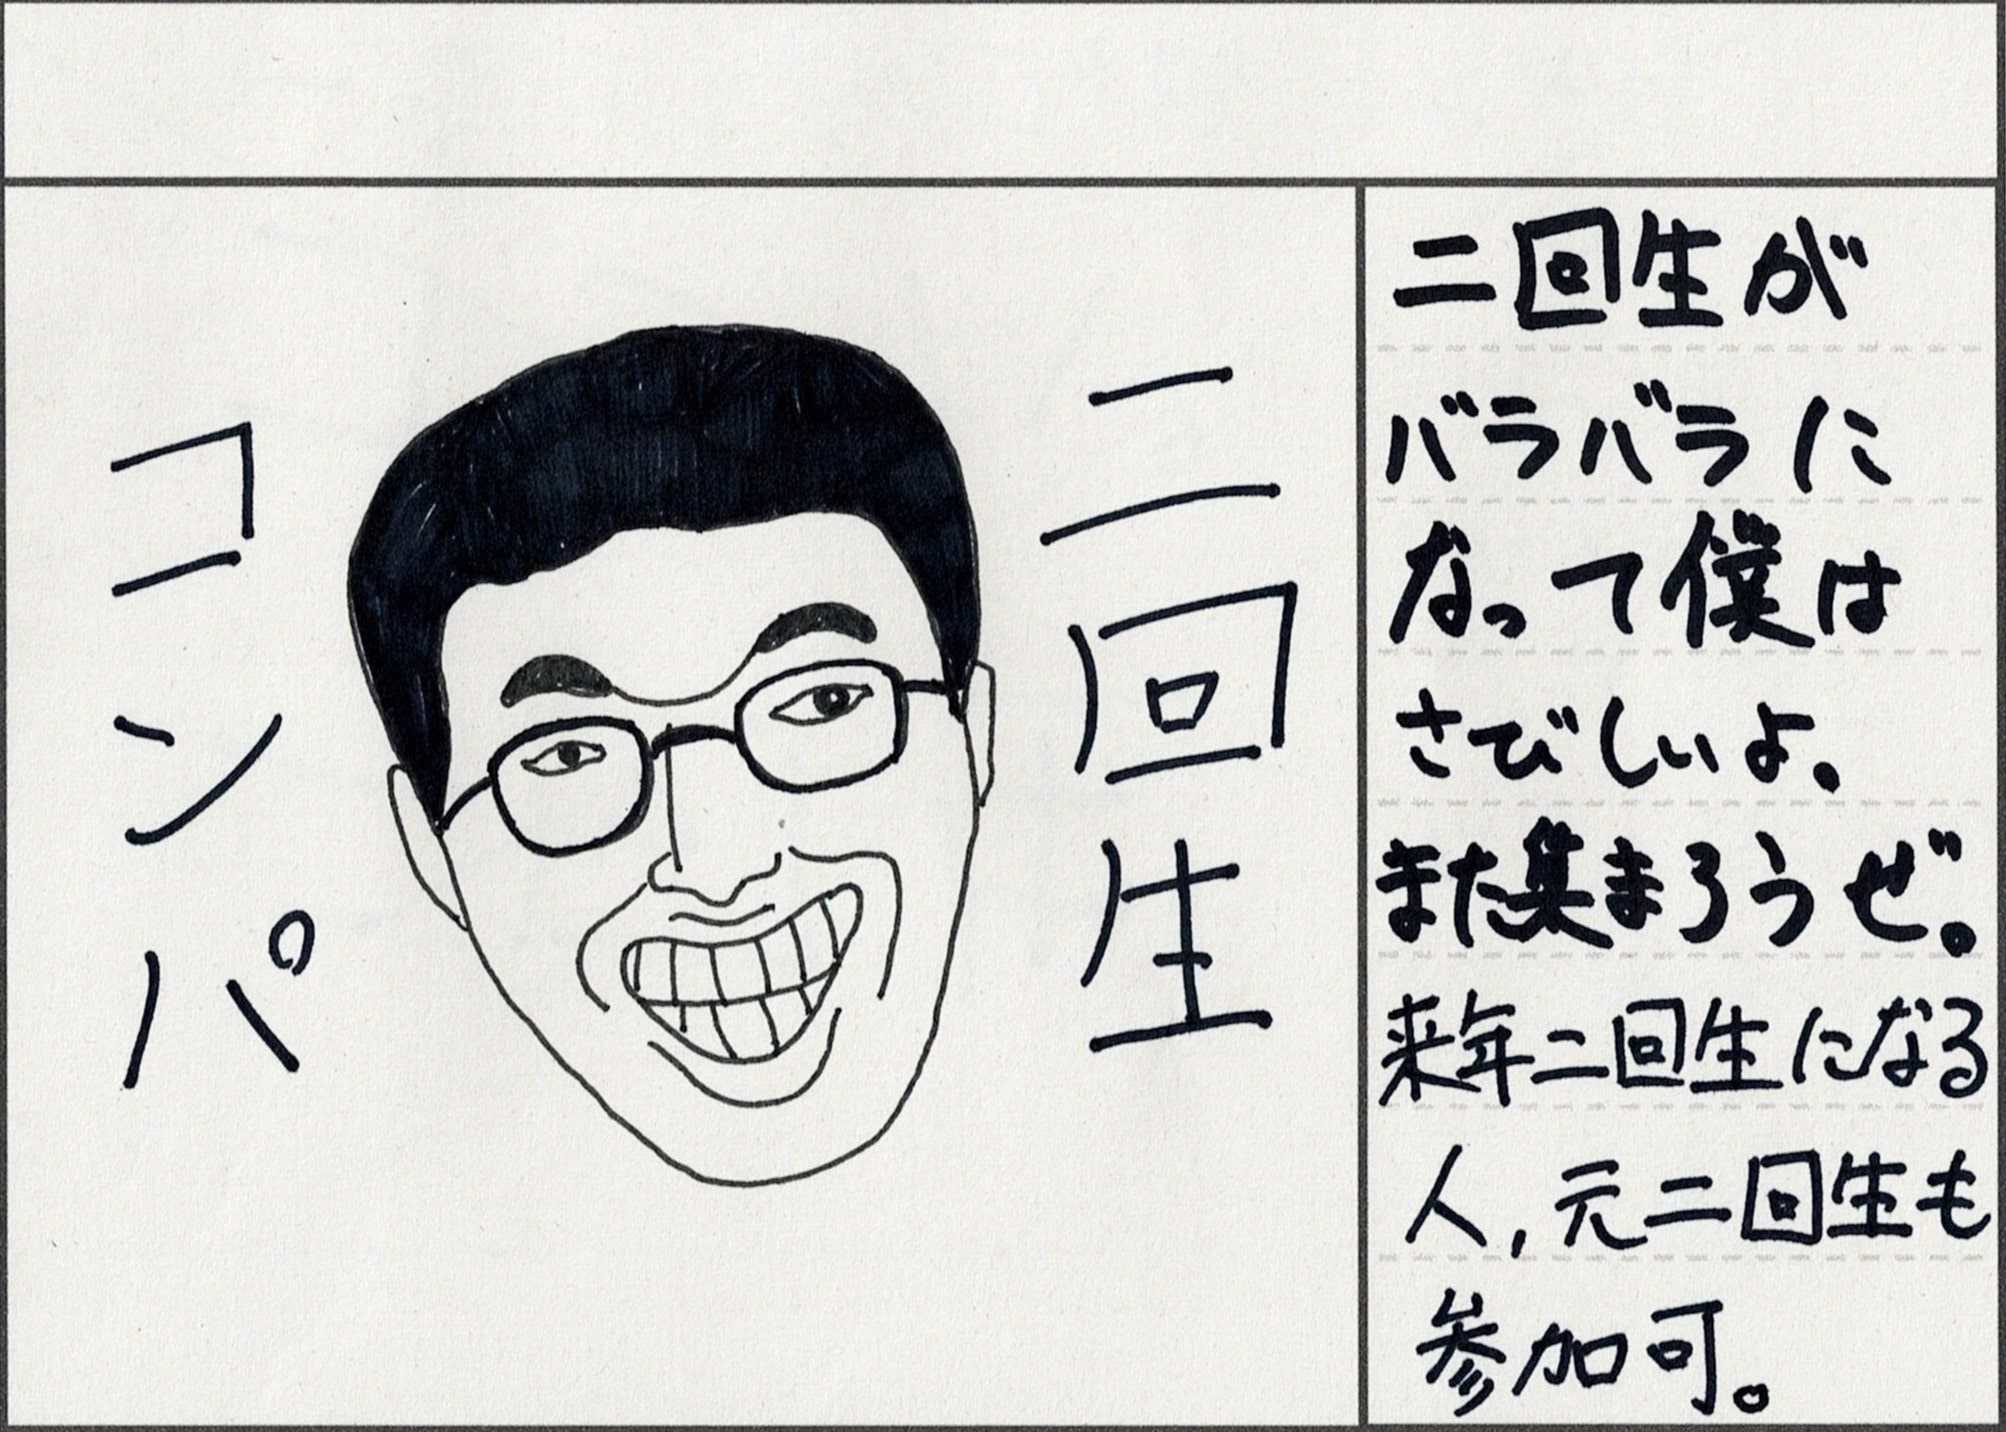 二回生
コンパ
二回生が
バラバラに
なって僕は
さびしいよ。
また集まろうぜ。
来年二回生になる
人,元二回生も
参加可。